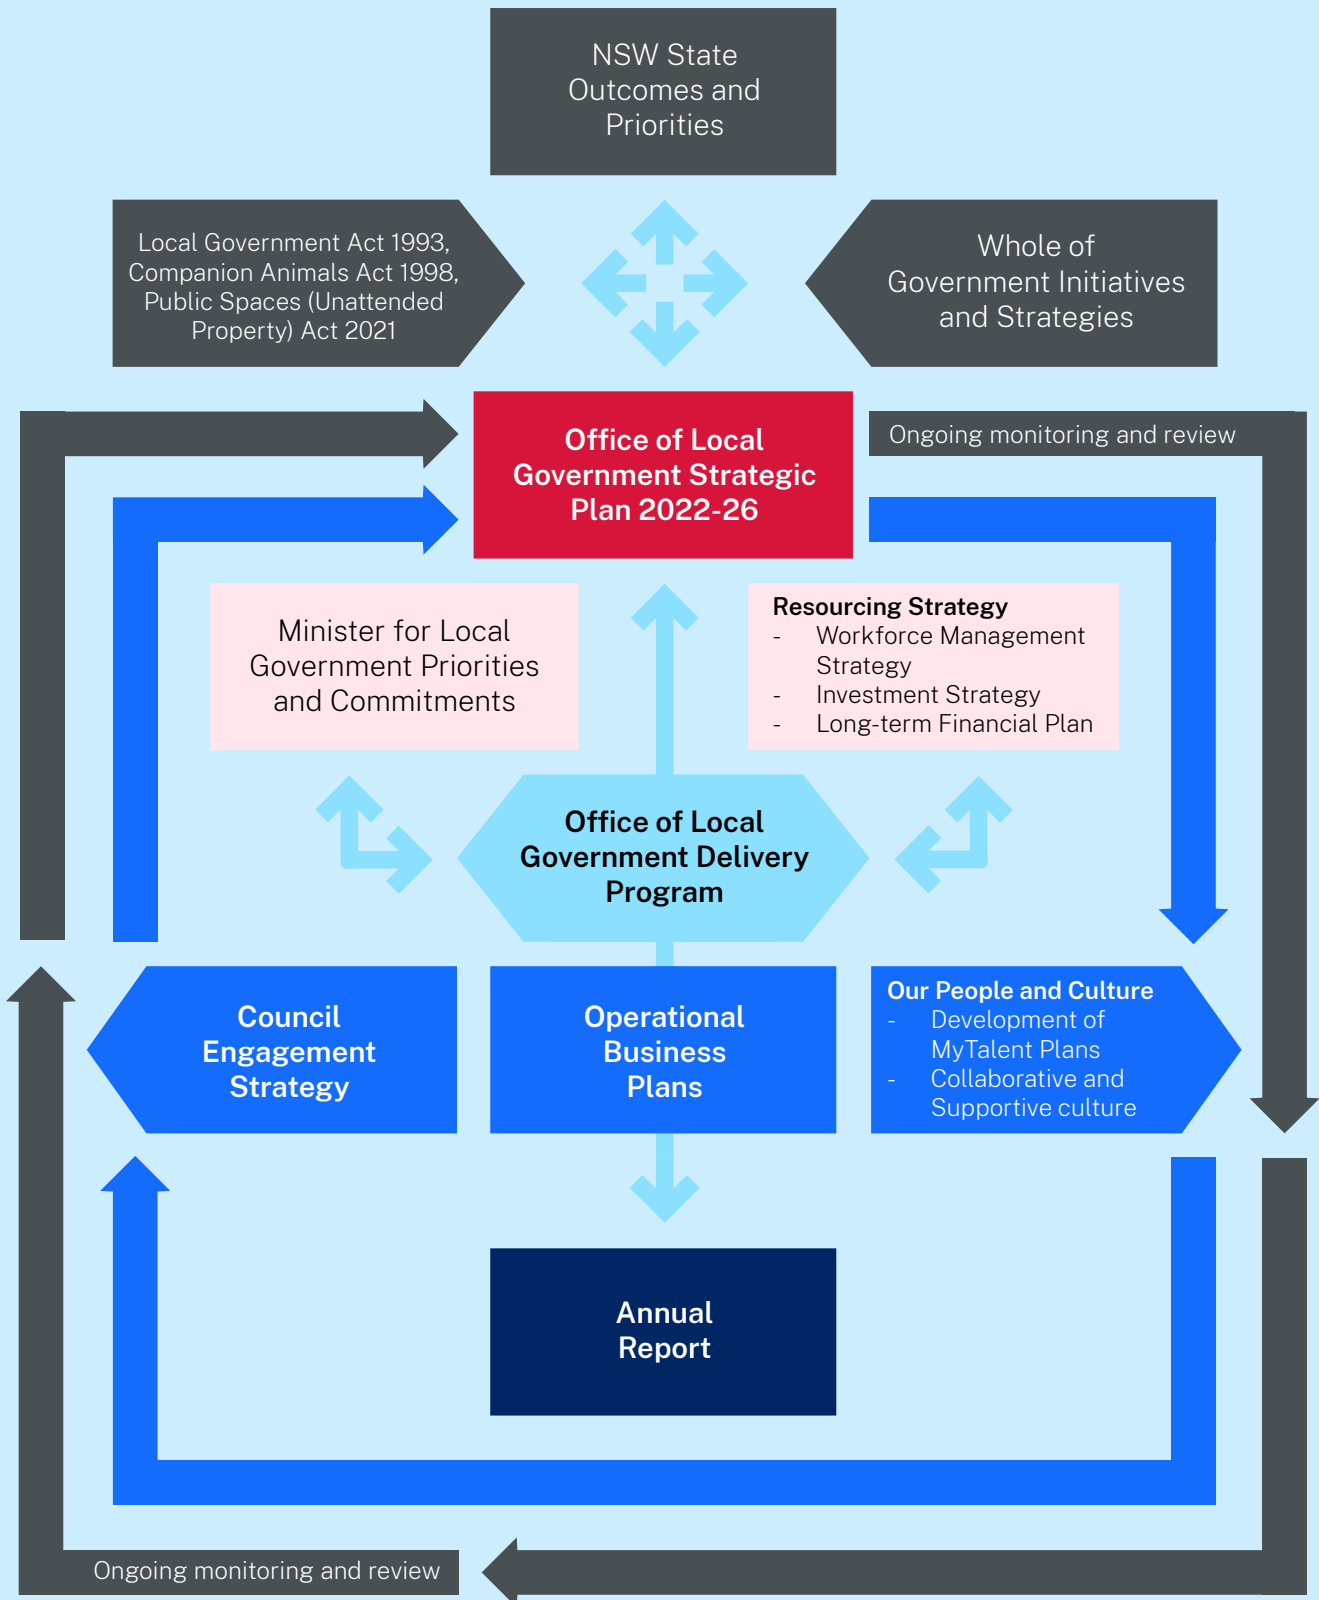 NSW State
Outcomes and
Priorities
Local Government Act 1993,
Companion Animals Act 1998,
Public Spaces (Unattended
Property) Act 2021
Whole of
Government Initiatives
and Strategies
Office of Local
Government Strategic
Plan 2022-26
Ongoing monitoring and review
Minister for Local
Government Priorities
and Commitments
Resourcing Strategy
- Workforce Management
Strategy
- Investment Strategy
- Long-term Financial Plan
Office of Local
Government Delivery
Program
Council
Engagement
Strategy
Operational
Business
Plans
Our People and Culture
- Development of
MyTalent Plans
- Collaborative and
Supportive culture
Annual
Report
Ongoing monitoring and review